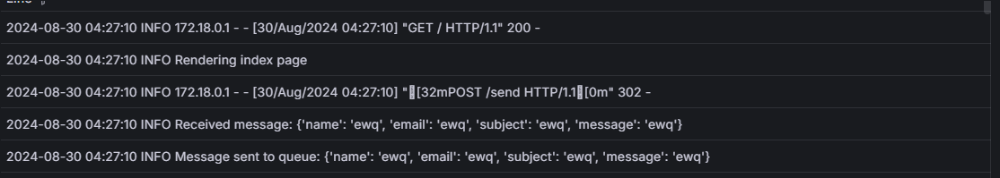 2024-08-30 04:27:10 INFO 172.18.0.1 - - [30/Aug/2024 04:27:10] "GET / HTTP/1.1" 200 -
2024-08-30 04:27:10 INFO Rendering index page
2024-08-30 04:27:10 INFO 172.18.0.1 - - [30/Aug/2024 04:27:10] "[32mPOST /send HTTP/1.1[0m" 302 -
2024-08-30 04:27:10 INFO Received message: {'name': 'ewq', 'email': 'ewq', 'subject': 'ewq', 'message': 'ewq'}
2024-08-30 04:27:10 INFO Message sent to queue: {'name': 'ewq', 'email': 'ewq', 'subject': 'ewq', 'message': 'ewq'}